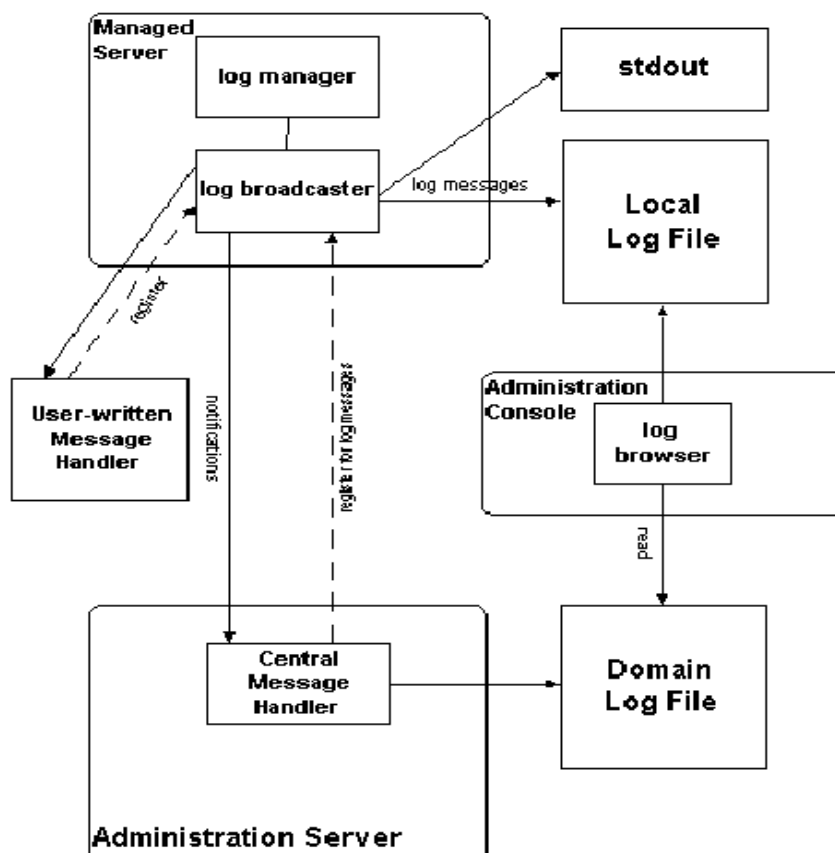 Managed
Server
log manager
stdout
log broadcaster
log messages
Local
Log File
register
User-written
Message
Handler
notifications
register for log messages
Administration
Console
log
browser
read
Central
Message
Handler
Domain
Log File
Administration Server